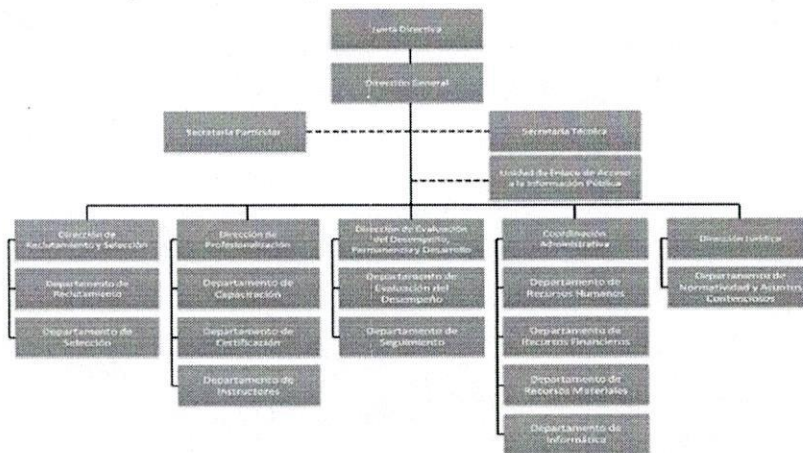 Junta Directiva
Dirección General
Secretaría Particular
Secretaría Técnica
Unidad de Enlace de Acceso
a la Información Pública
Dirección de
Reclutamiento y Selección
Departamento de
Reclutamiento
Departamento de
Selección
Dirección de
Profesionalización
Departamento de
Capacitación
Departamento de
Certificación
Departamento de
Instructores
Dirección de Evaluación
del Desempeño,
Permanencia y Desarrollo
Departamento de
Evaluación del
Desempeño
Departamento de
Seguimiento
Coordinación
Administrativa
Departamento de
Recursos Humanos
Departamento de
Recursos Financieros
Departamento de
Recursos Materiales
Departamento de
Informática
Dirección Jurídica
Departamento de
Normatividad y Asuntos
Contenciosos